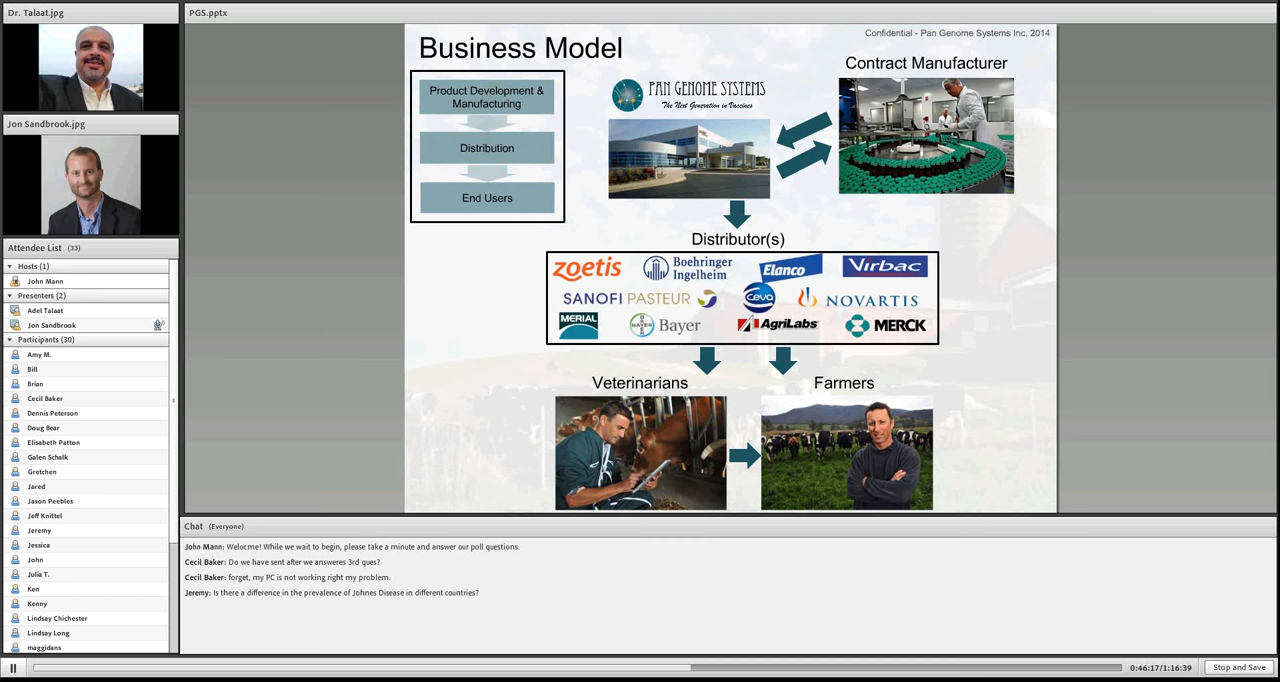 Dr. Talaat.jpg
Jon Sandbrook.jpg
Attendee List (33)
Hosts (1)
John Mann
Presenters (2)
Adel Talaat
Jon Sandbrook
Participants (30)
Amy M.
Bill
Brian
Cecil Baker
Dennis Peterson
Doug Bear
Elisabeth Patton
Galen Schalk
Gretchen
Jared
Jason Peebles
Jeff Knittel
Jeremy
Jessica
John
Julia T.
Ken
Kenny
Lindsay Chichester
Lindsay Long
maggidans
PGS.pptx
Confidential - Pan Genome Systems Inc. 2014
Business Model
Product Development &
Manufacturing
Distribution
End Users
PAN GENOME SYSTEMS
The Next Generation in Vaccines
Contract Manufacturer
Distributor(s)
zoetis
Boehringer
Ingelheim
Elanco
Virbac
SANOFI PASTEUR
Ceva
NOVARTIS
MERIAL
BAYER
Bayer
AgriLabs
MERCK
Veterinarians
Farmers
Chat (Everyone)
John Mann: Welocme! While we wait to begin, please take a minute and answer our poll questions.
Cecil Baker: Do we have sent after we answeres 3rd ques?
Cecil Baker: forget, my PC is not working right my problem.
Jeremy: Is there a difference in the prevalence of Johnes Disease in different countries?
0:46:17/1:16:39
Stop and Save